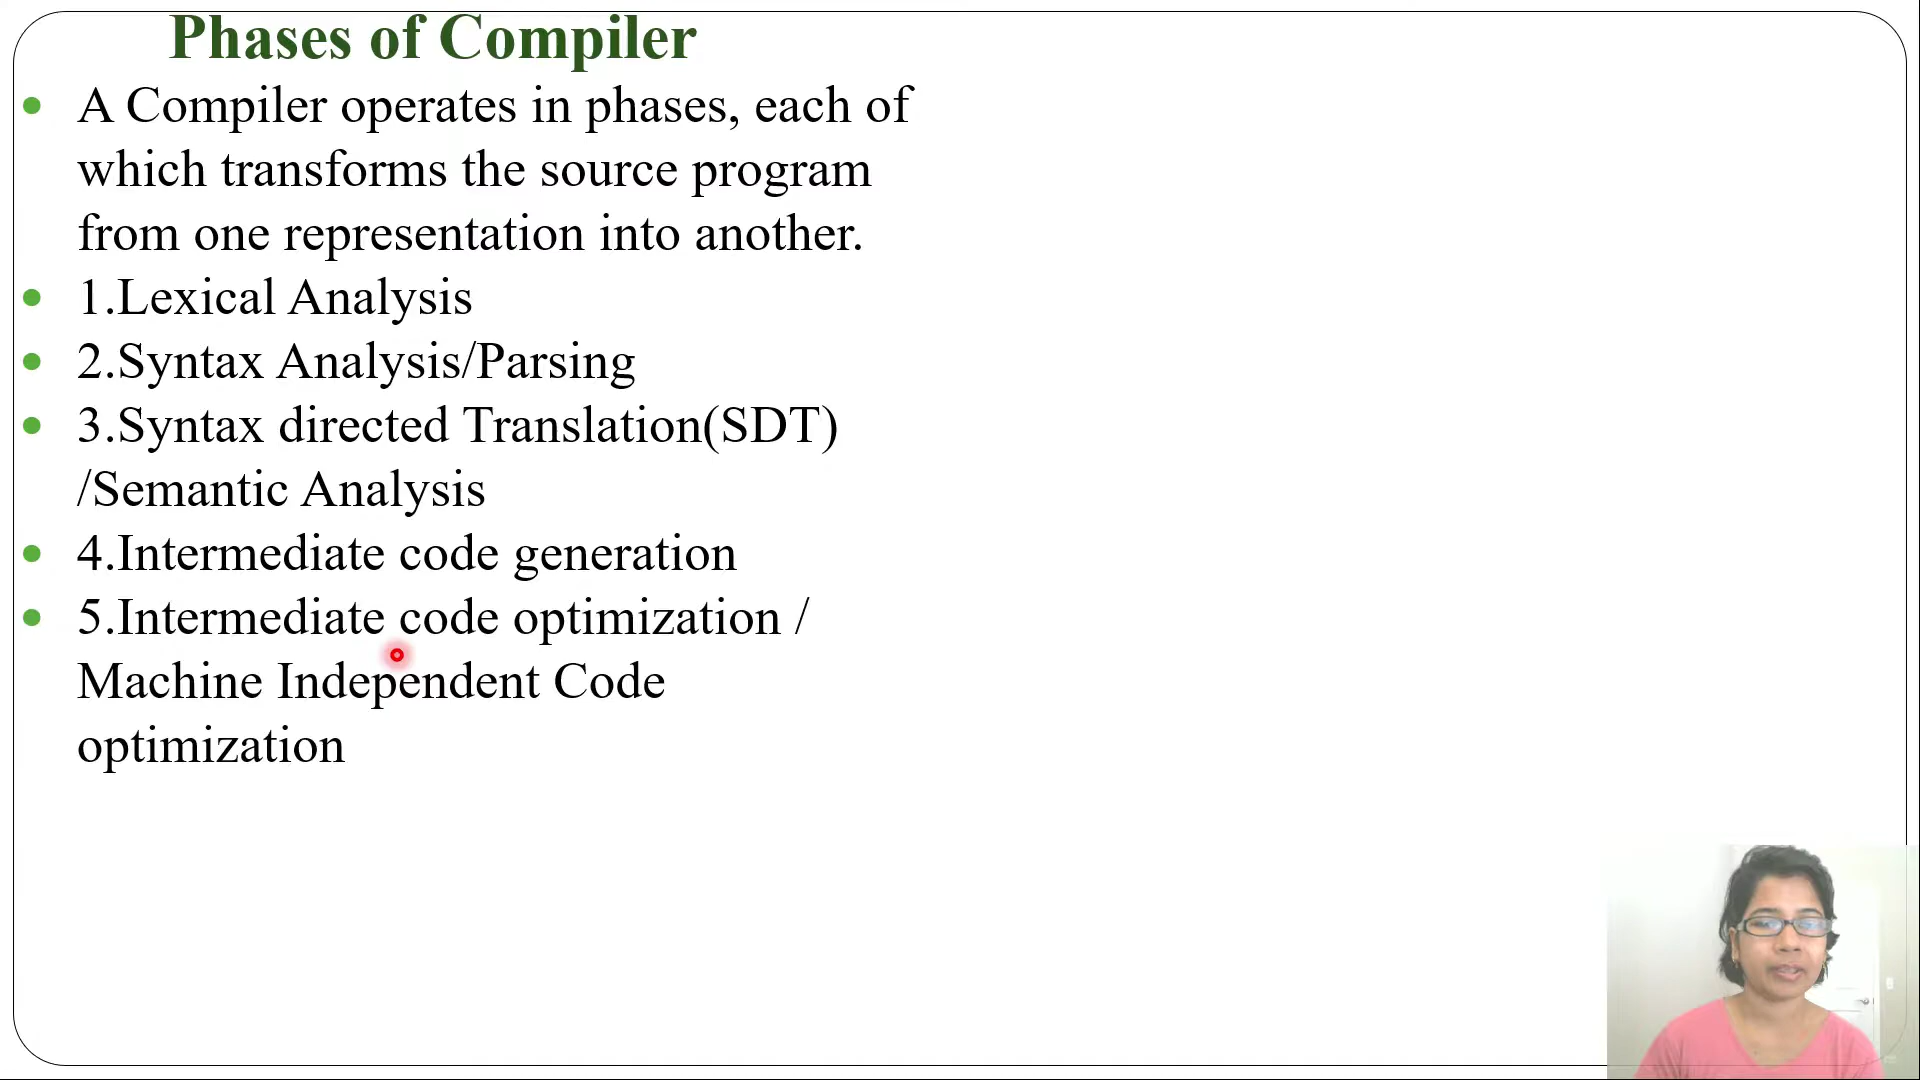 Phases of Compiler
A Compiler operates in phases, each of
which transforms the source program
from one representation into another.
1.Lexical Analysis
2.Syntax Analysis/Parsing
3.Syntax directed Translation(SDT)
/Semantic Analysis
4.Intermediate code generation
5.Intermediate code optimization /
Machine Independent Code
optimization